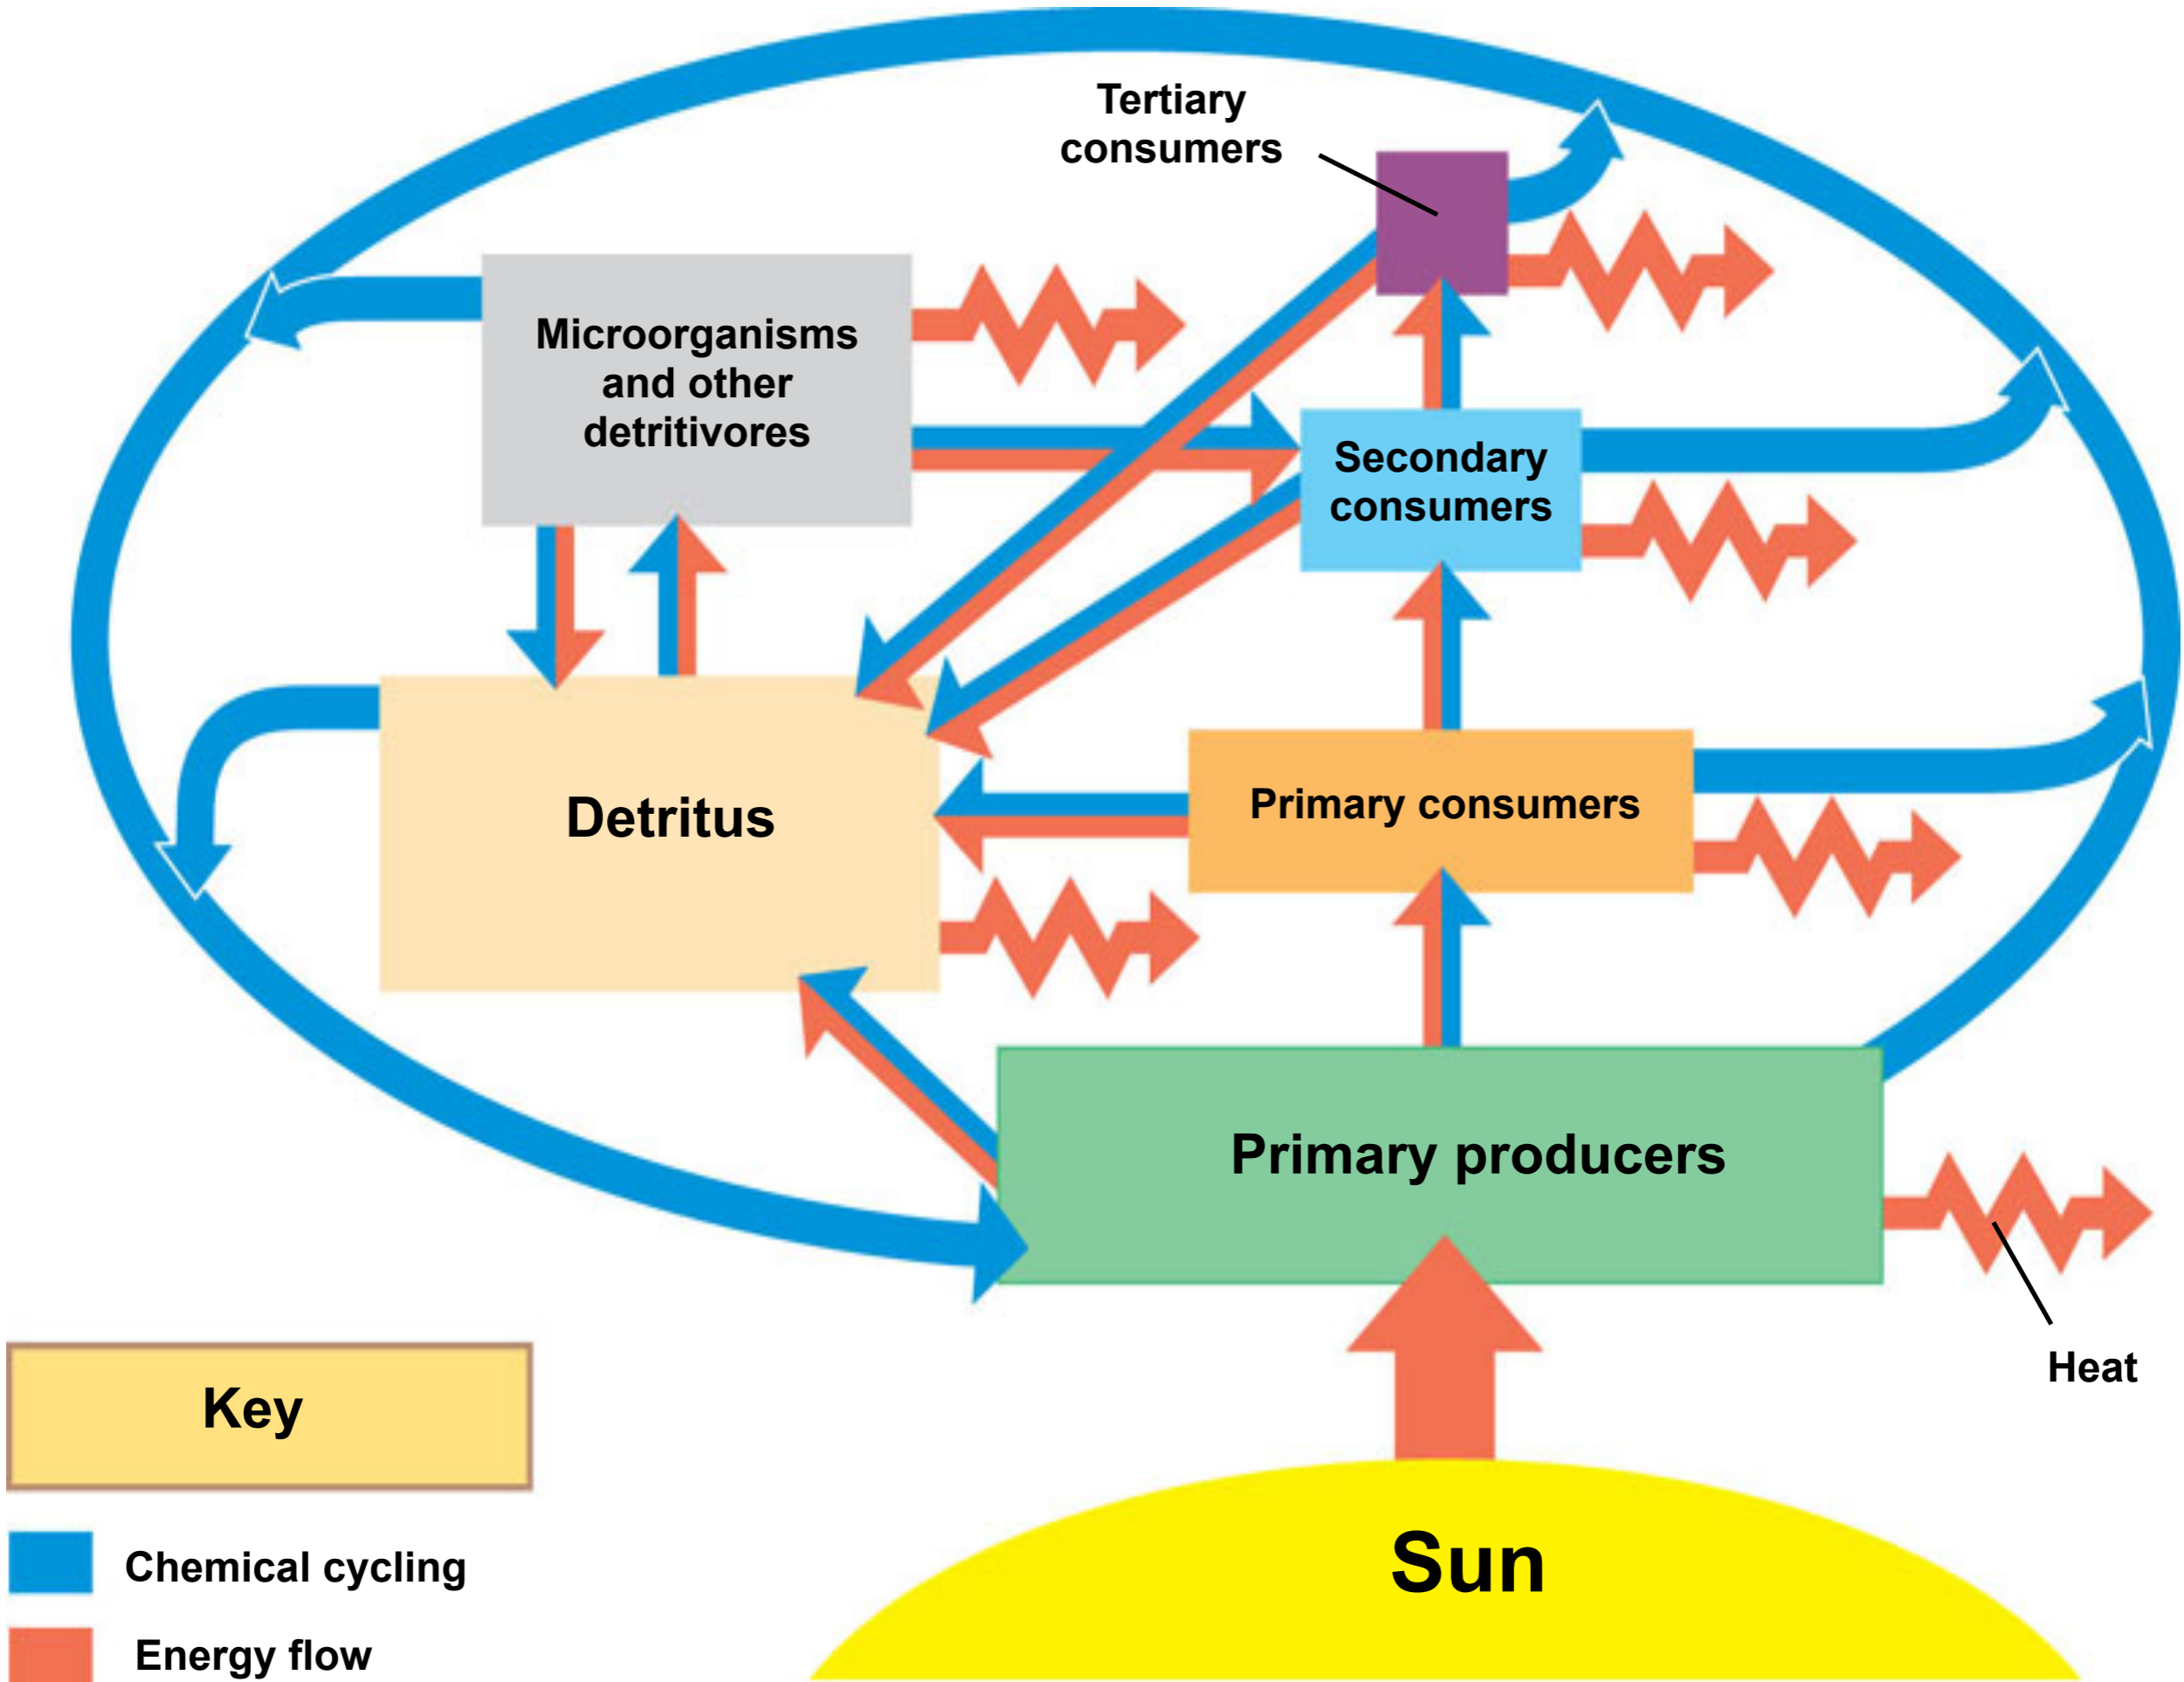 Tertiary
consumers
Microorganisms
and other
detritivores
Secondary
consumers
Detritus
Primary consumers
Primary producers
Heat
Key
Sun
Chemical cycling
Energy flow